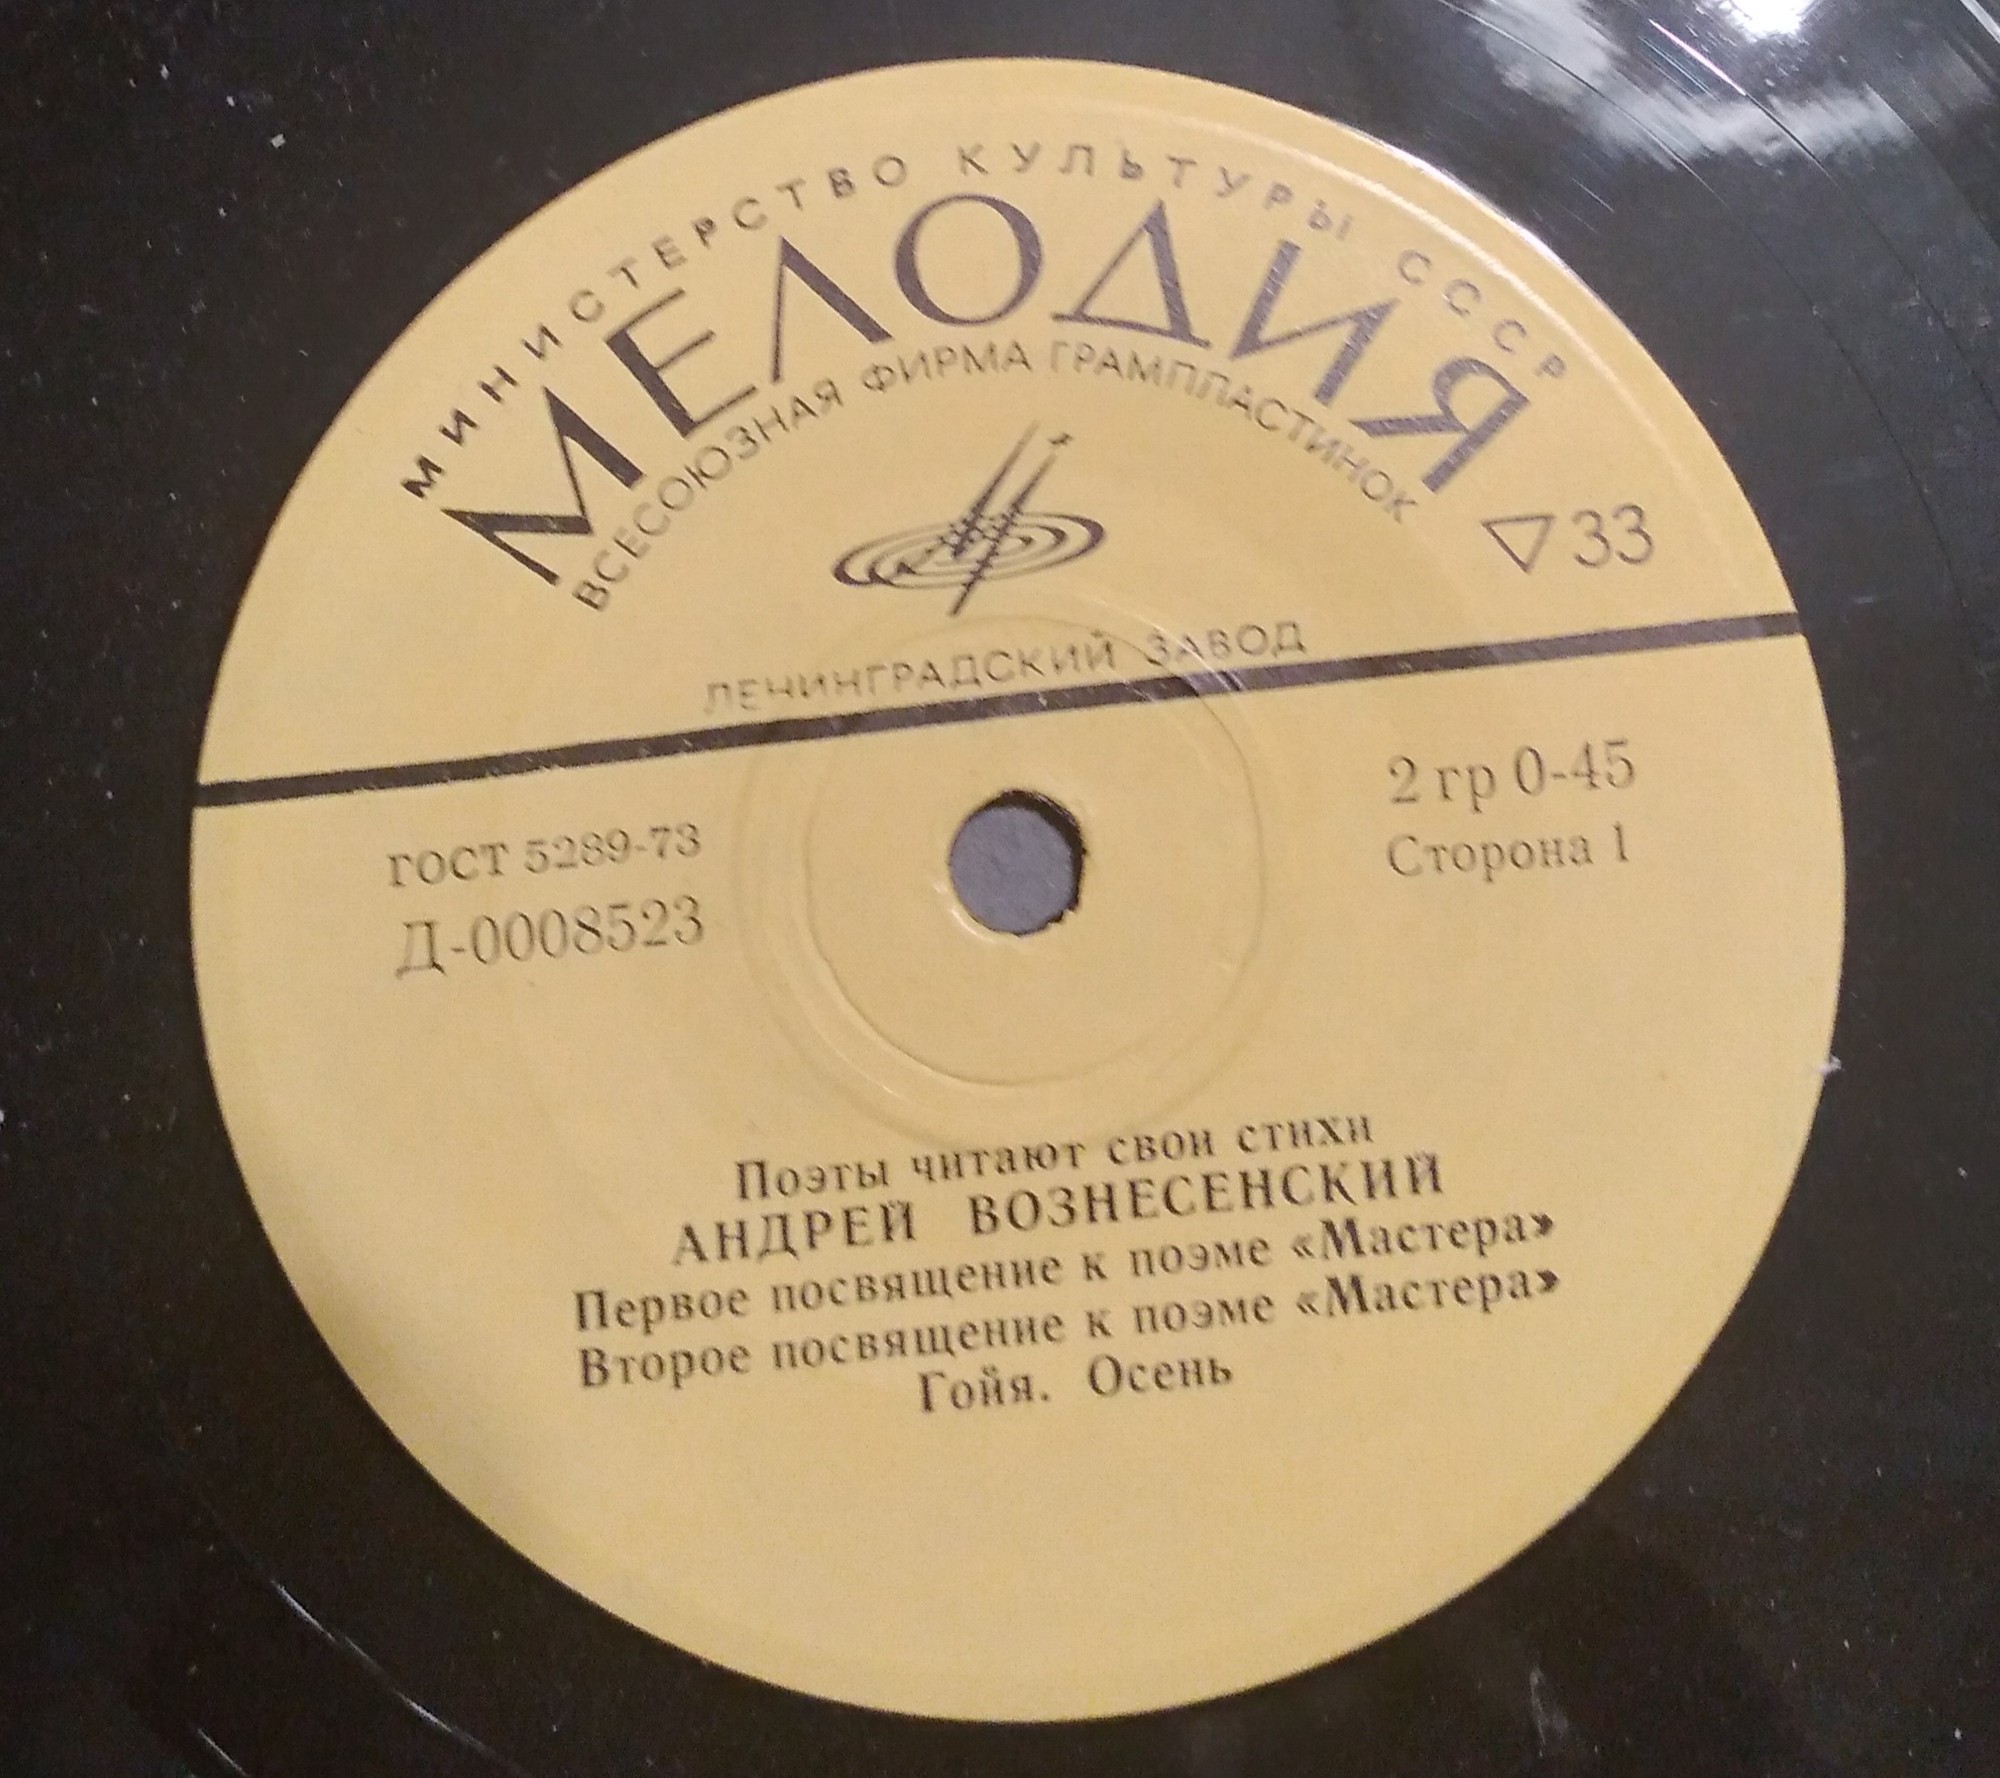 МИНИСТЕРСТВО КУЛЬТУРЫ СССР
МЕЛОДИЯ
ВСЕСОЮЗНАЯ ФИРМА ГРАМПЛАСТИНОК
33
ЛЕНИНГРАДСКИЙ ЗАВОД
ГОСТ 5289-73
Д-0008523
2 гр 0-45
Сторона 1
Поэты читают свои стихи
АНДРЕЙ ВОЗНЕСЕНСКИЙ
Первое посвящение к поэме «Мастера»
Второе посвящение к поэме «Мастера»
Гойя. Осень